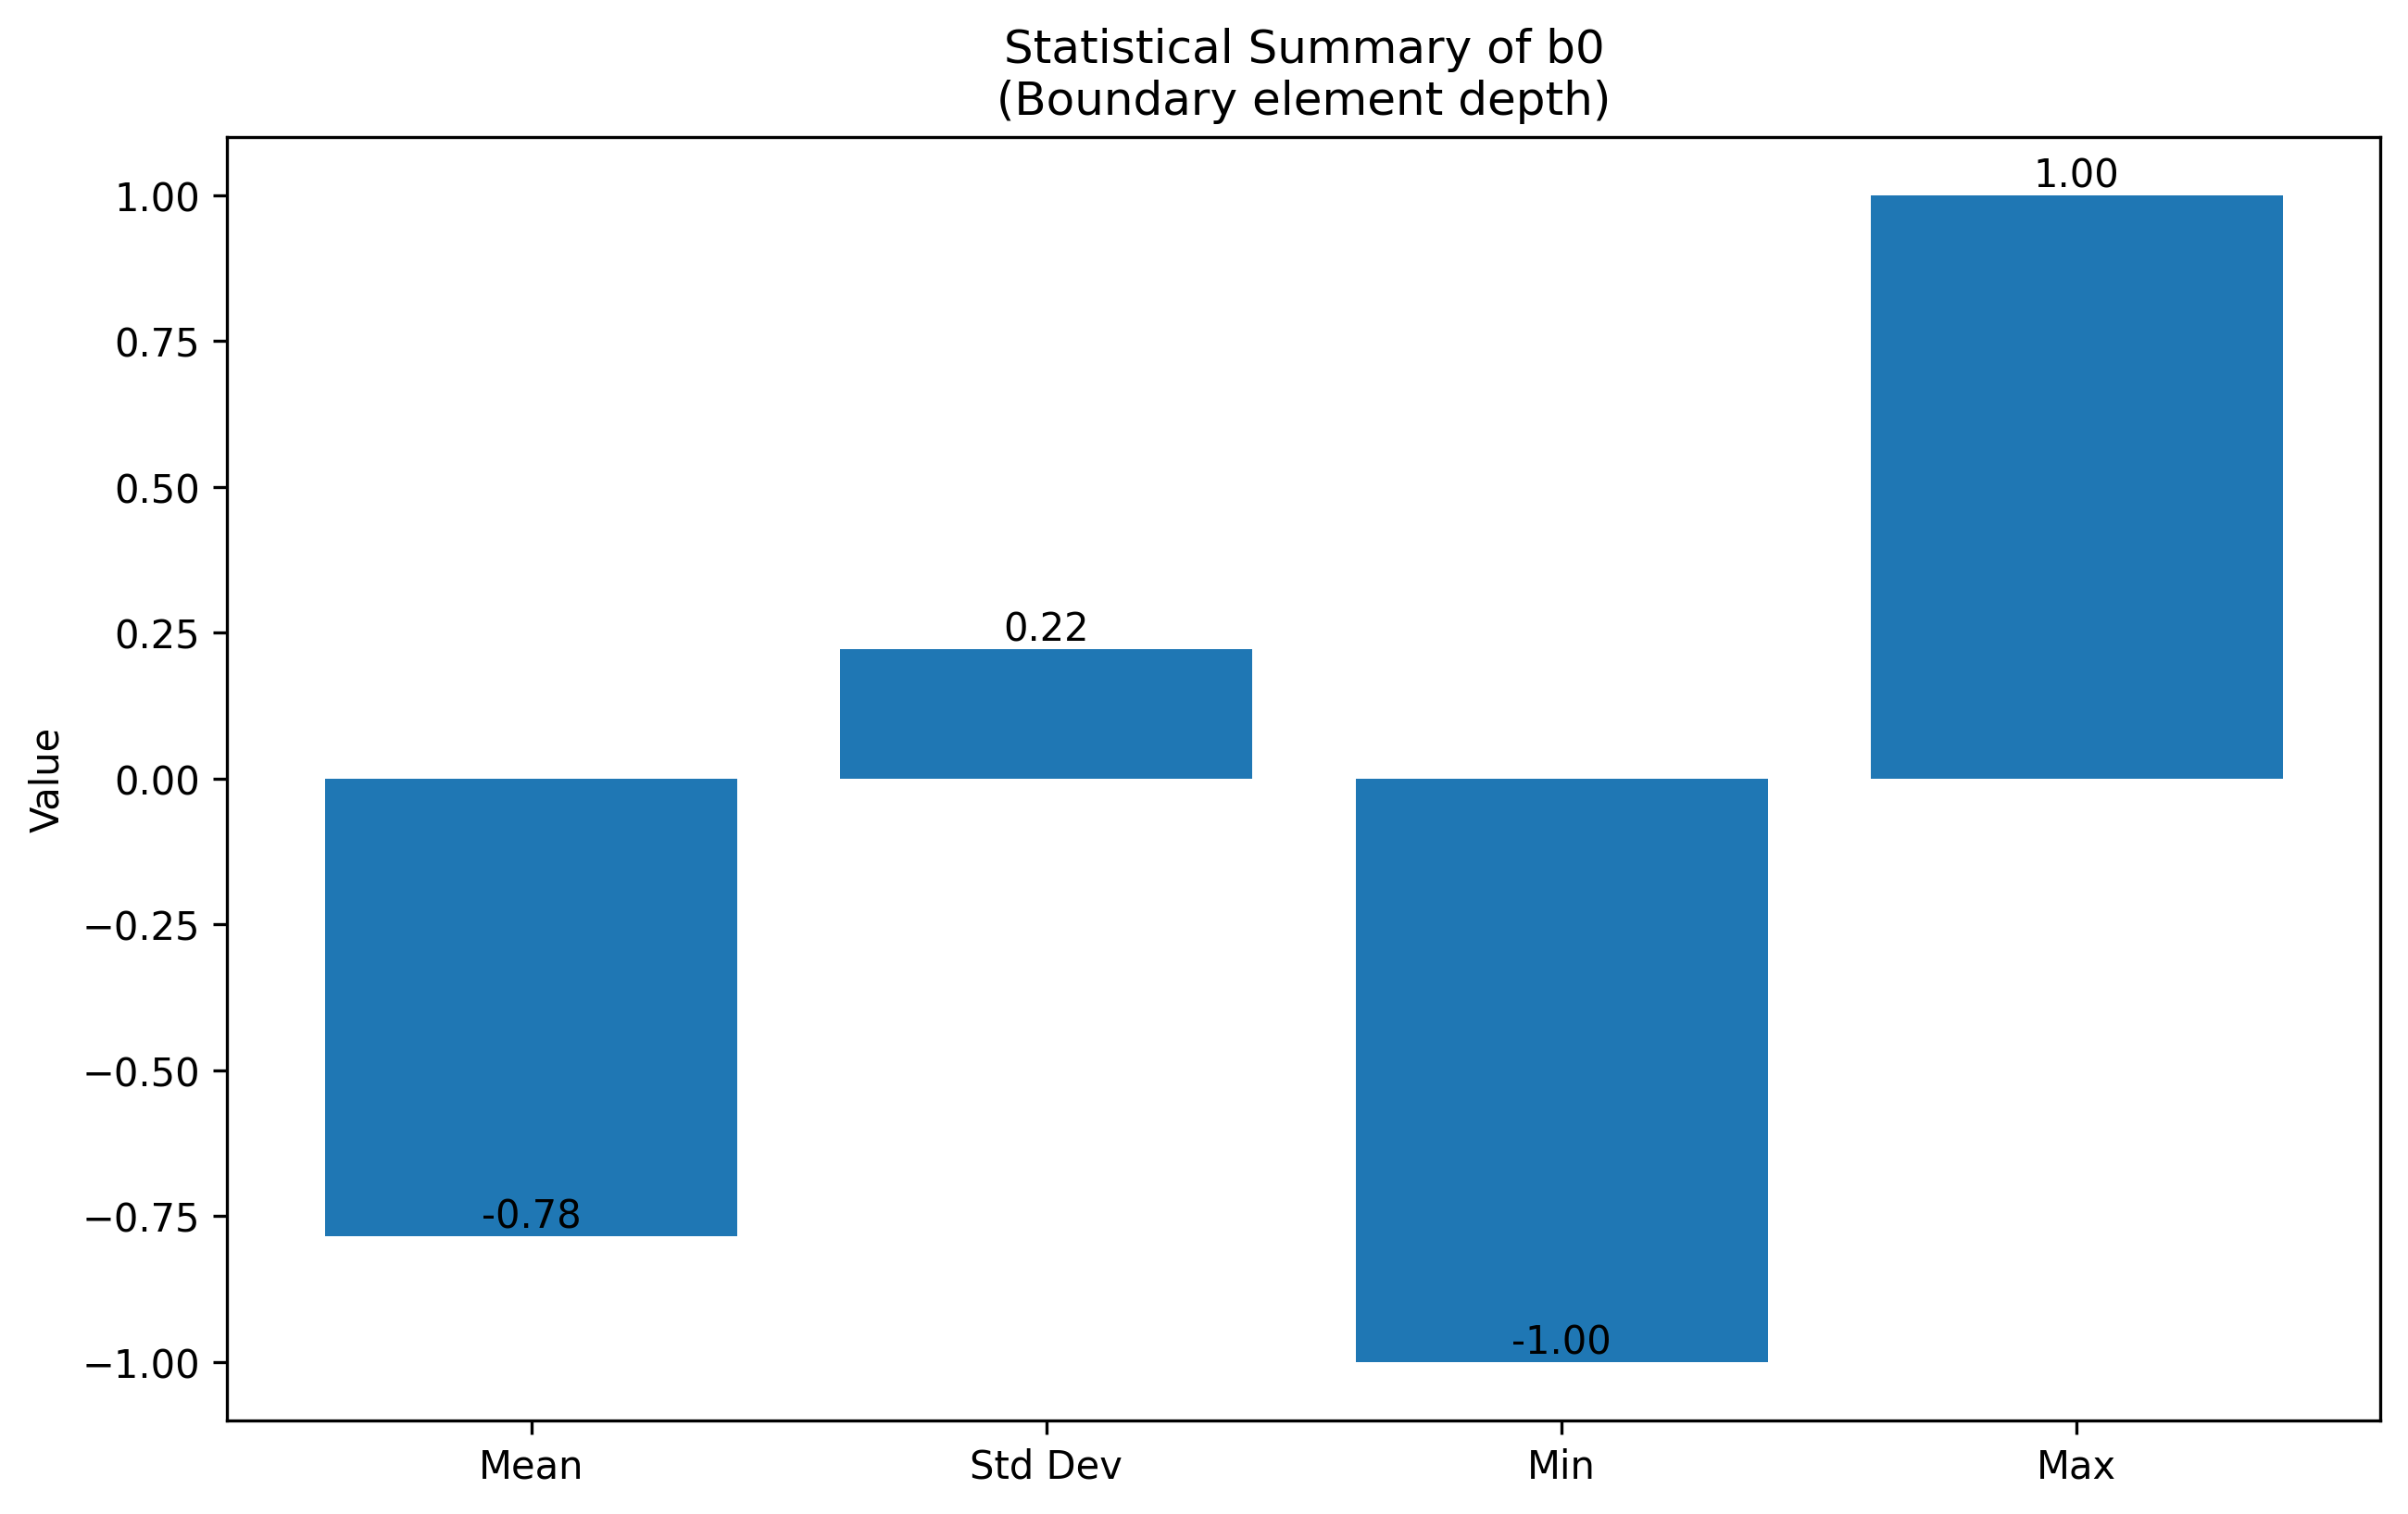 Statistical Summary of b0
(Boundary element depth)
1.00
1.00
0.75
0.50
0.25
0.22
0.00
Value
−0.25
−0.50
−0.75
-0.78
−1.00
-1.00
Mean
Std Dev
Min
Max